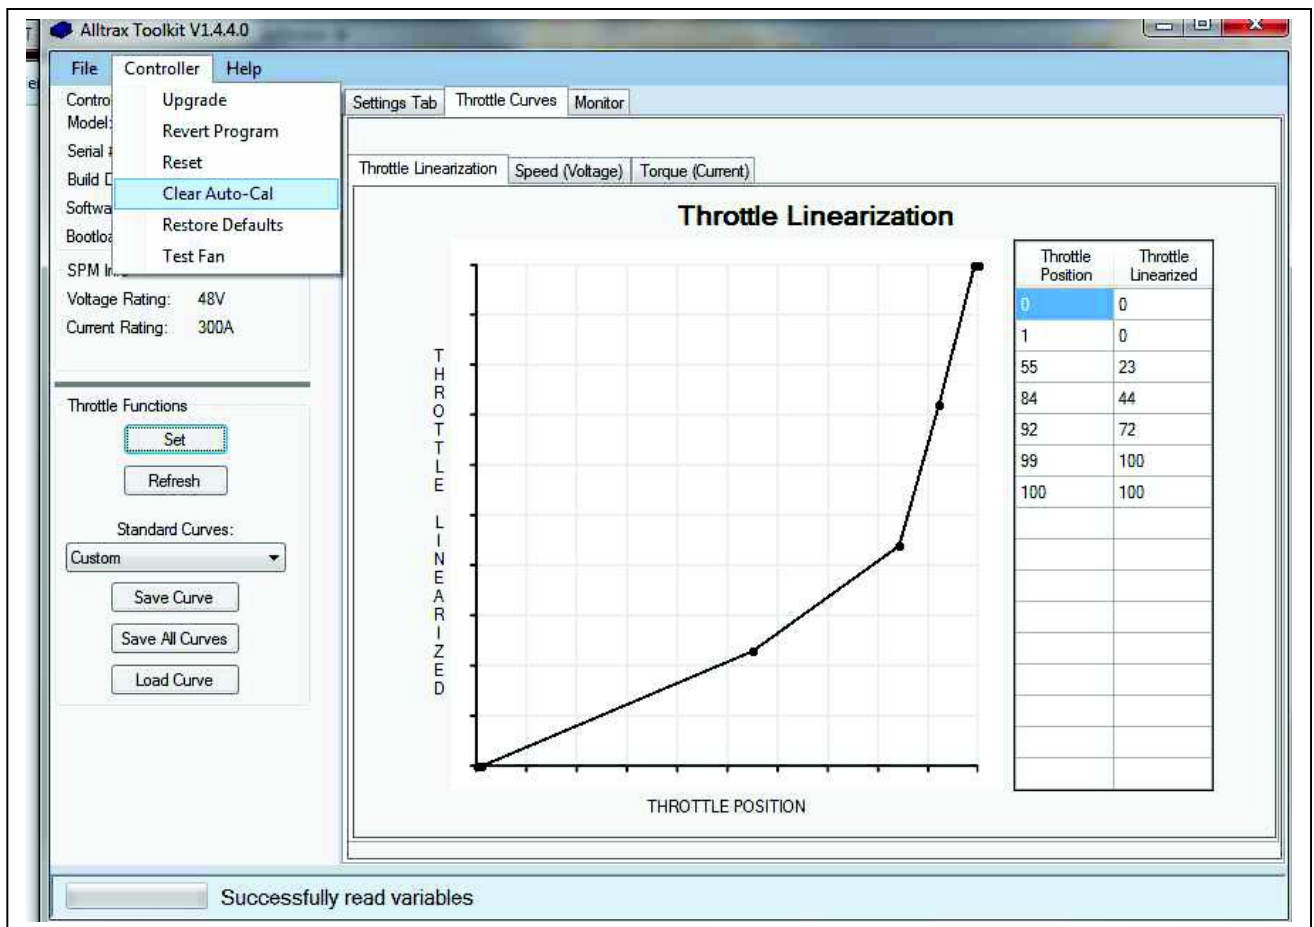 Alltrax Toolkit V1.4.4.0
File Controller Help
Upgrade
Revert Program
Reset
Clear Auto-Cal
Restore Defaults
Test Fan
Model:
Serial #
SPM
Voltage Rating: 48V
Current Rating: 300A
Throttle Functions
Set
Refresh
Standard Curves:
Custom
Save Curve
Save All Curves
Load Curve
Settings Tab Throttle Curves Monitor
Throttle Linearization Speed (Voltage) Torque (Current)
Throttle Linearization
THROTTLE LINEARIZED
THROTTLE POSITION
Throttle Position Throttle Linearized
0 0
1 0
55 23
84 44
92 72
99 100
100 100
Successfully read variables